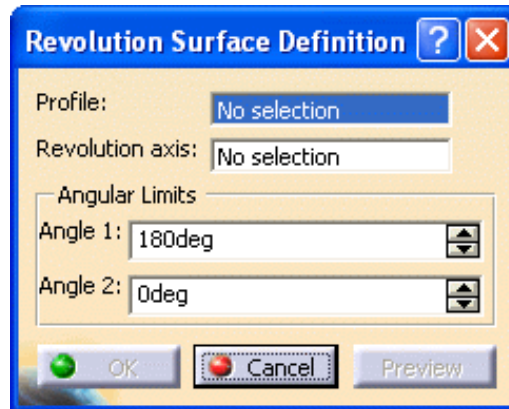 Revolution Surface Definition ?
Profile: No selection
Revolution axis: No selection
Angular Limits
Angle 1: 180deg
Angle 2: 0deg
OK Cancel Preview